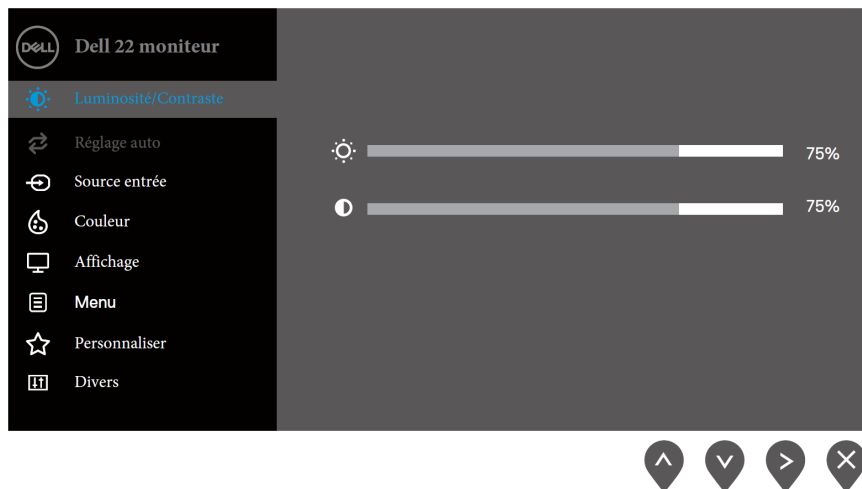 DELL
Dell 22 moniteur
Luminosité/Contraste
Réglage auto
75%
Source entrée
75%
Couleur
Affichage
Menu
Personnaliser
Divers